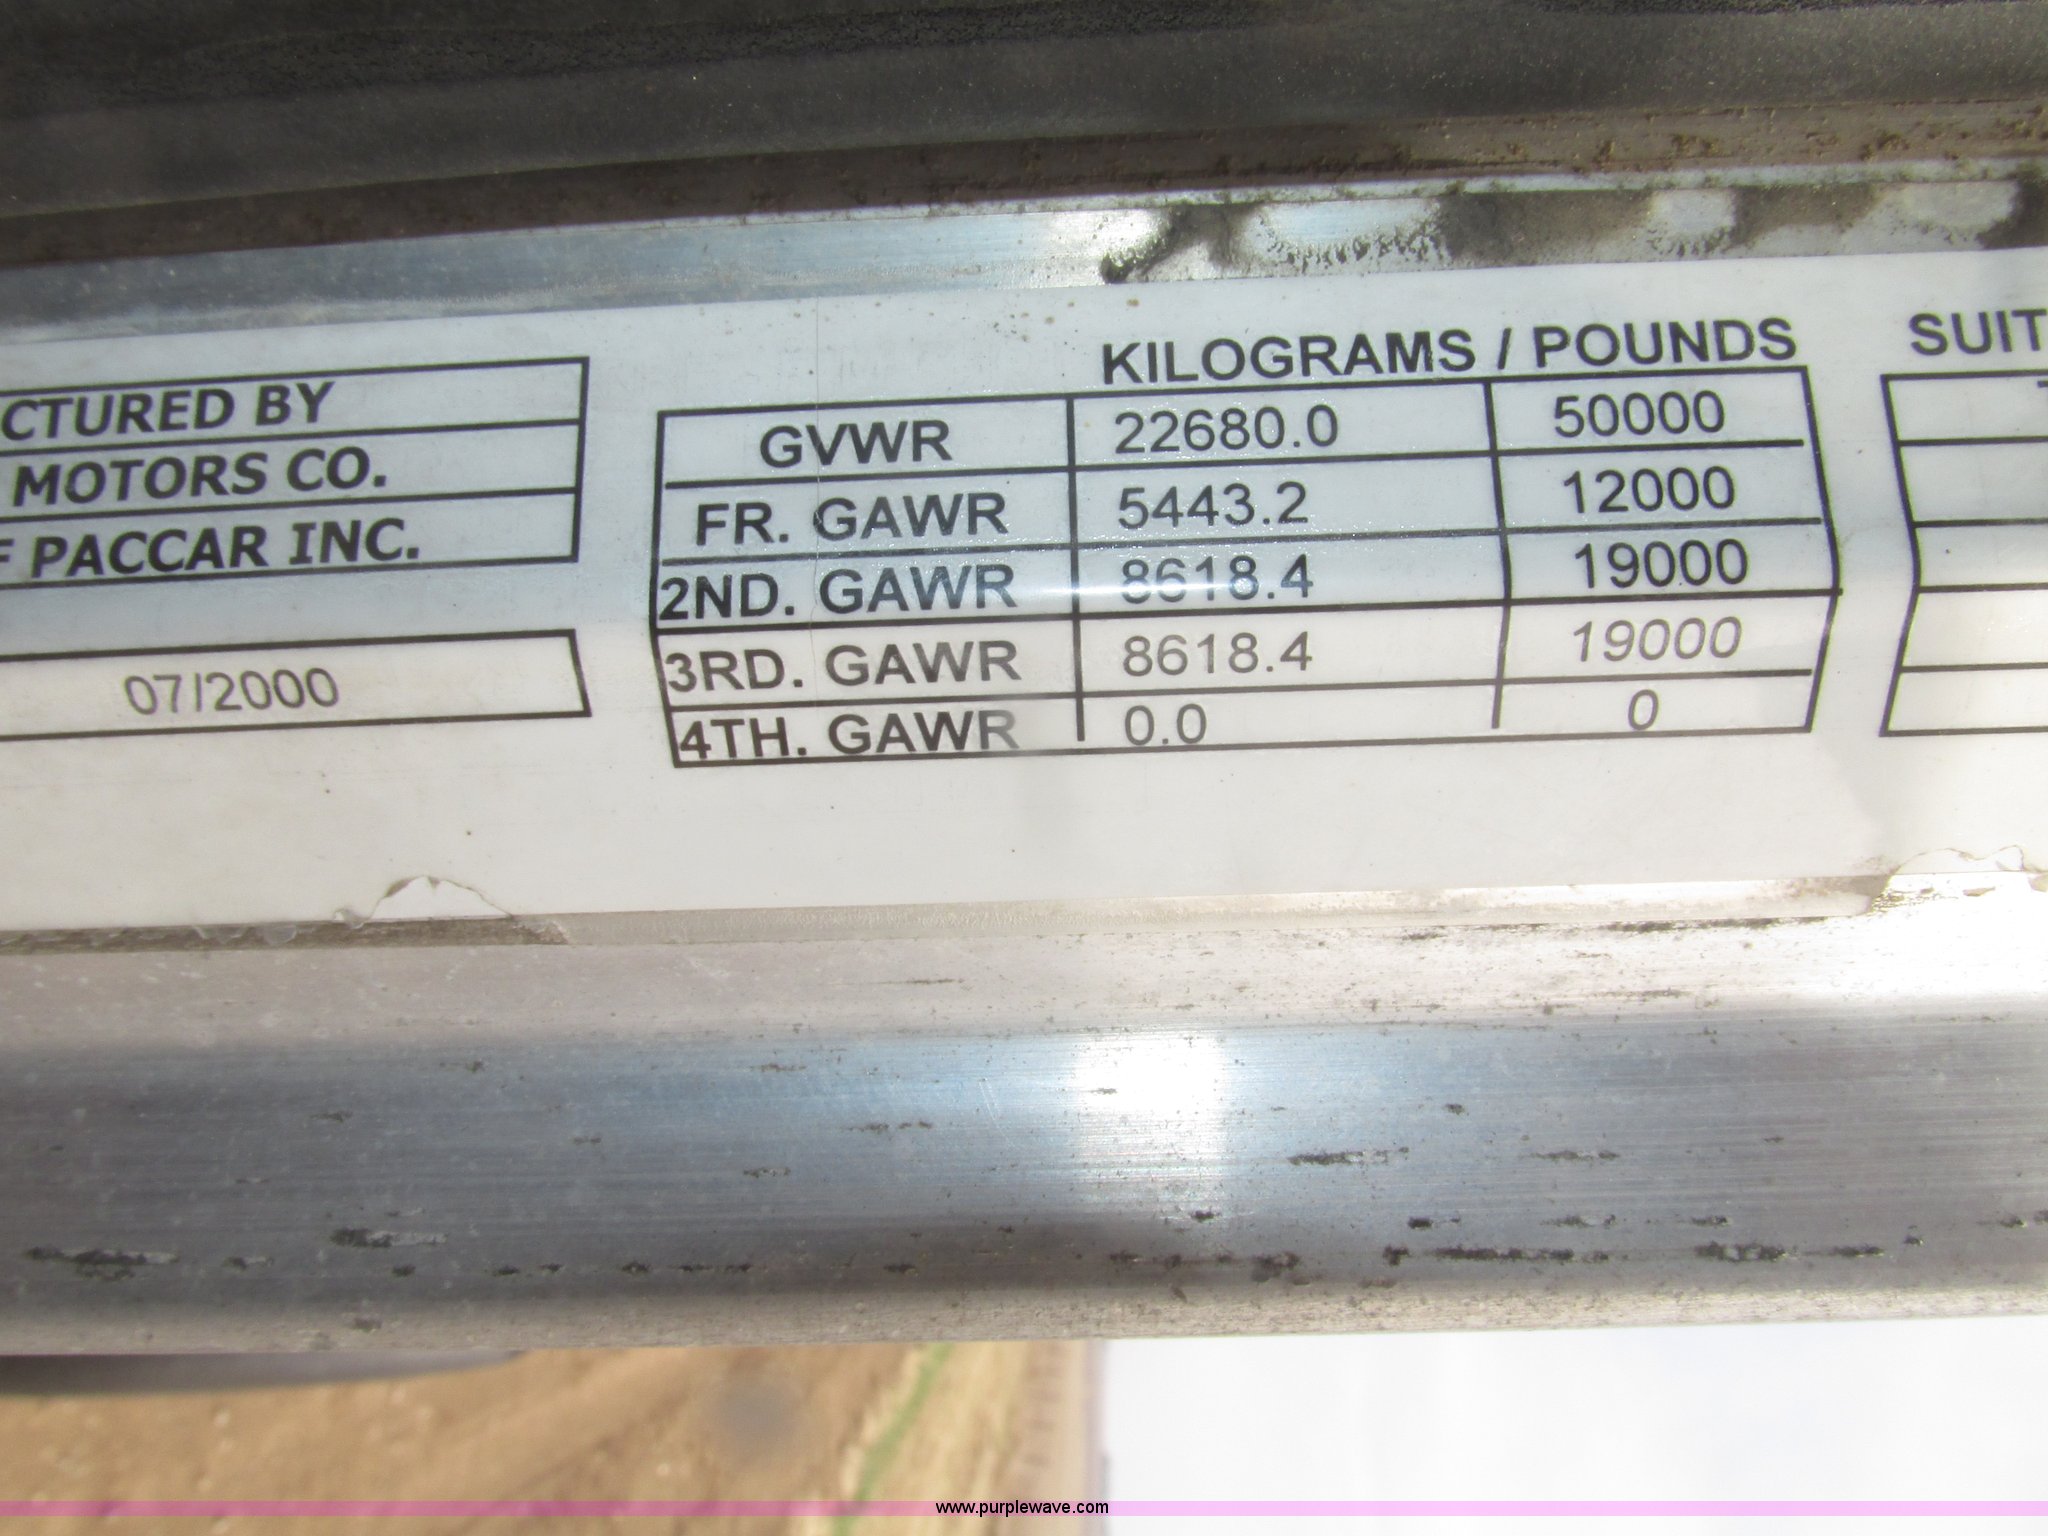 CTURED BY
MOTORS CO.
F PACCAR INC.
07/2000
KILOGRAMS / POUNDS
GVWR 22680.0 50000
FR. GAWR 5443.2 12000
2ND. GAWR 8618.4 19000
3RD. GAWR 8618.4 19000
4TH. GAWR 0.0 0
SUIT
www.purplewave.com